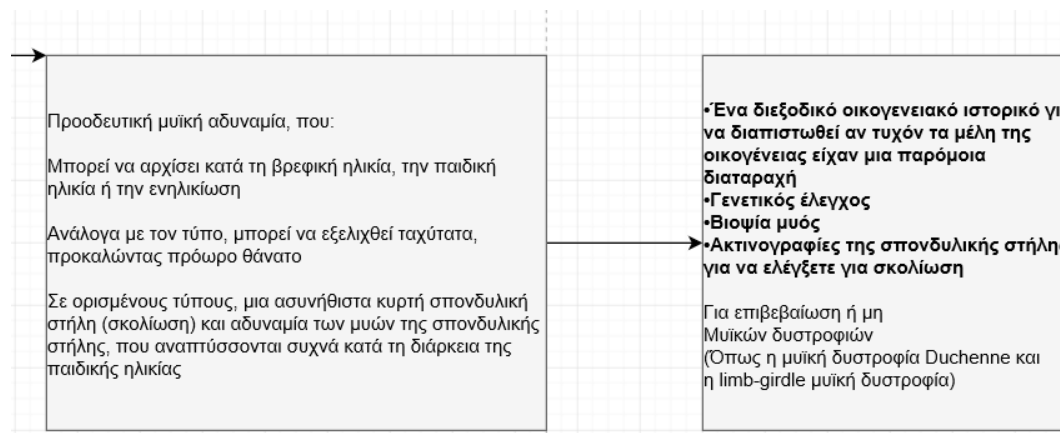 Προοδευτική μυϊκή αδυναμία, που:
Μπορεί να αρχίσει κατά τη βρεφική ηλικία, την παιδική
ηλικία ή την ενηλικίωση
Ανάλογα με τον τύπο, μπορεί να εξελιχθεί ταχύτατα,
προκαλώντας πρόωρο θάνατο
Σε ορισμένους τύπους, μια ασυνήθιστα κυρτή σπονδυλική
στήλη (σκολίωση) και αδυναμία των μυών της σπονδυλικής
στήλης, που αναπτύσσονται συχνά κατά τη διάρκεια της
παιδικής ηλικίας
•Ένα διεξοδικό οικογενειακό ιστορικό
να διαπιστωθεί αν τυχόν τα μέλη της
οικογένειας είχαν μια παρόμοια
διαταραχή
•Γενετικός έλεγχος
•Βιοψία μυός
•Ακτινογραφίες της σπονδυλικής στήλης
για να ελέγξετε για σκολίωση
Για επιβεβαίωση ή μη
Μυϊκών δυστροφιών
(Όπως η μυϊκή δυστροφία Duchenne και
η limb-girdle μυϊκή δυστροφία)